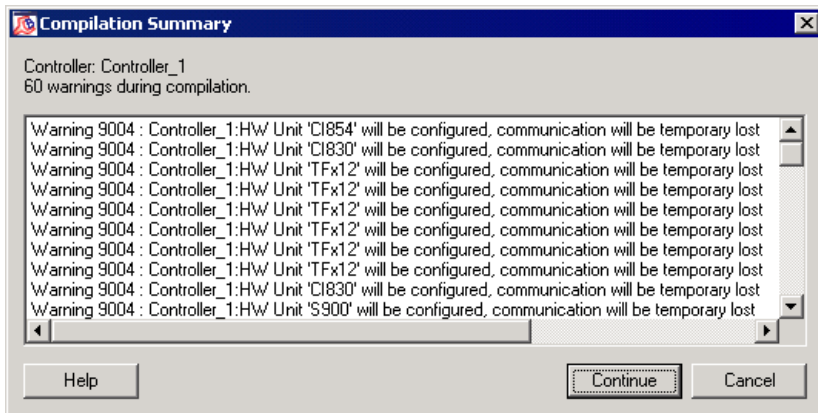 Compilation Summary
Controller: Controller_1
60 warnings during compilation.
Warning 9004 : Controller_1:HW Unit 'CI854' will be configured, communication will be temporary lost
Warning 9004 : Controller_1:HW Unit 'CI830' will be configured, communication will be temporary lost
Warning 9004 : Controller_1:HW Unit 'TFx12' will be configured, communication will be temporary lost
Warning 9004 : Controller_1:HW Unit 'TFx12' will be configured, communication will be temporary lost
Warning 9004 : Controller_1:HW Unit 'TFx12' will be configured, communication will be temporary lost
Warning 9004 : Controller_1:HW Unit 'TFx12' will be configured, communication will be temporary lost
Warning 9004 : Controller_1:HW Unit 'TFx12' will be configured, communication will be temporary lost
Warning 9004 : Controller_1:HW Unit 'TFx12' will be configured, communication will be temporary lost
Warning 9004 : Controller_1:HW Unit 'CI830' will be configured, communication will be temporary lost
Warning 9004 : Controller_1:HW Unit 'S900' will be configured, communication will be temporary lost
Help Continue Cancel